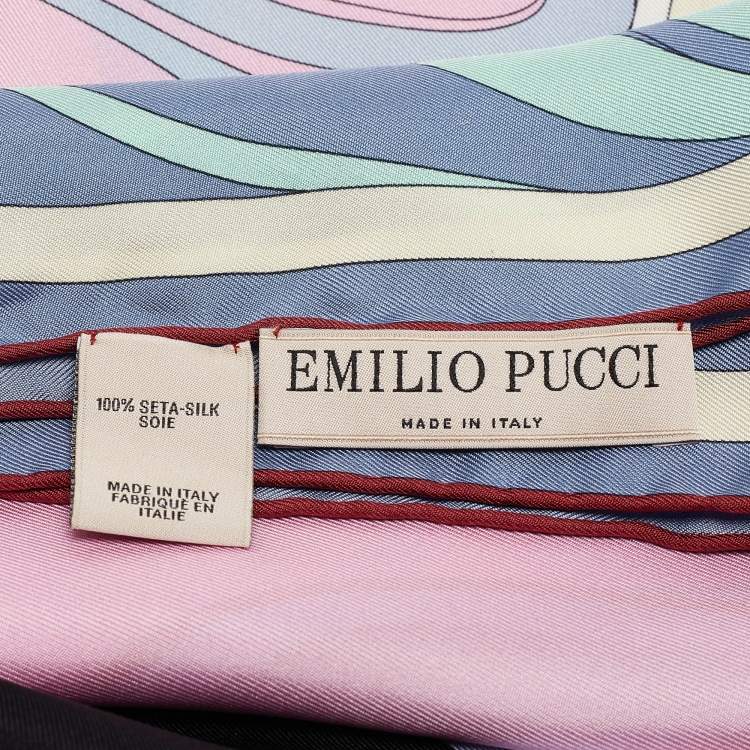 100% SETA-SILK
SOIE
MADE IN ITALY
FABRIQUÉ EN
ITALIE
EMILIO PUCCI
MADE IN ITALY